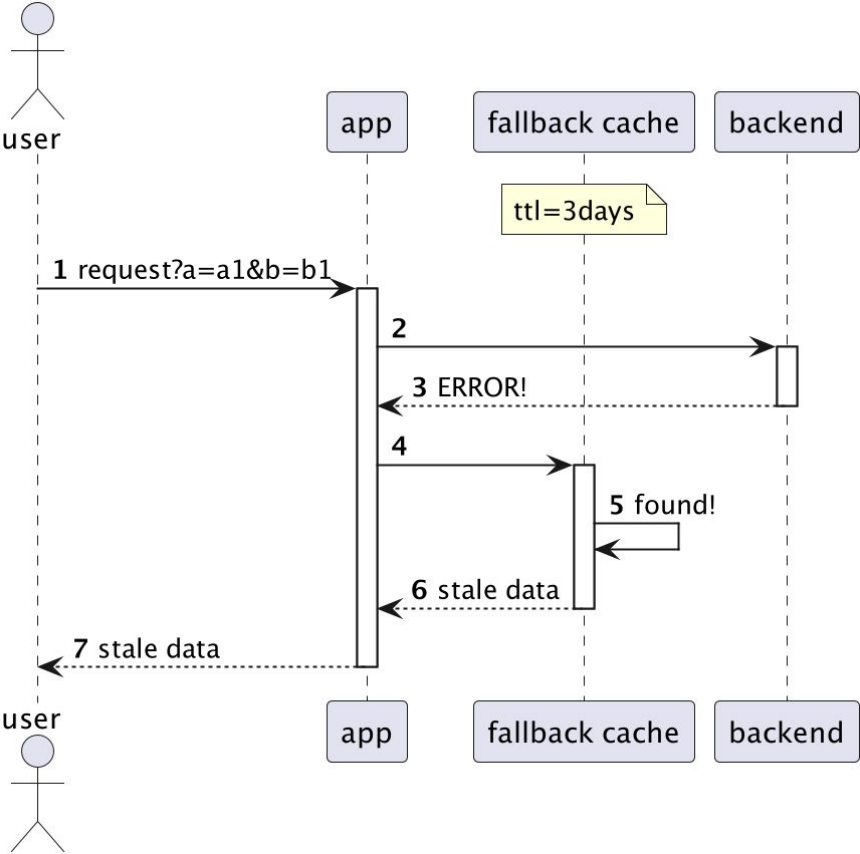 user
app
fallback cache
backend
ttl=3days
1 request?a=a1&b=b1
2
3 ERROR!
4
5 found!
6 stale data
7 stale data
user
app
fallback cache
backend